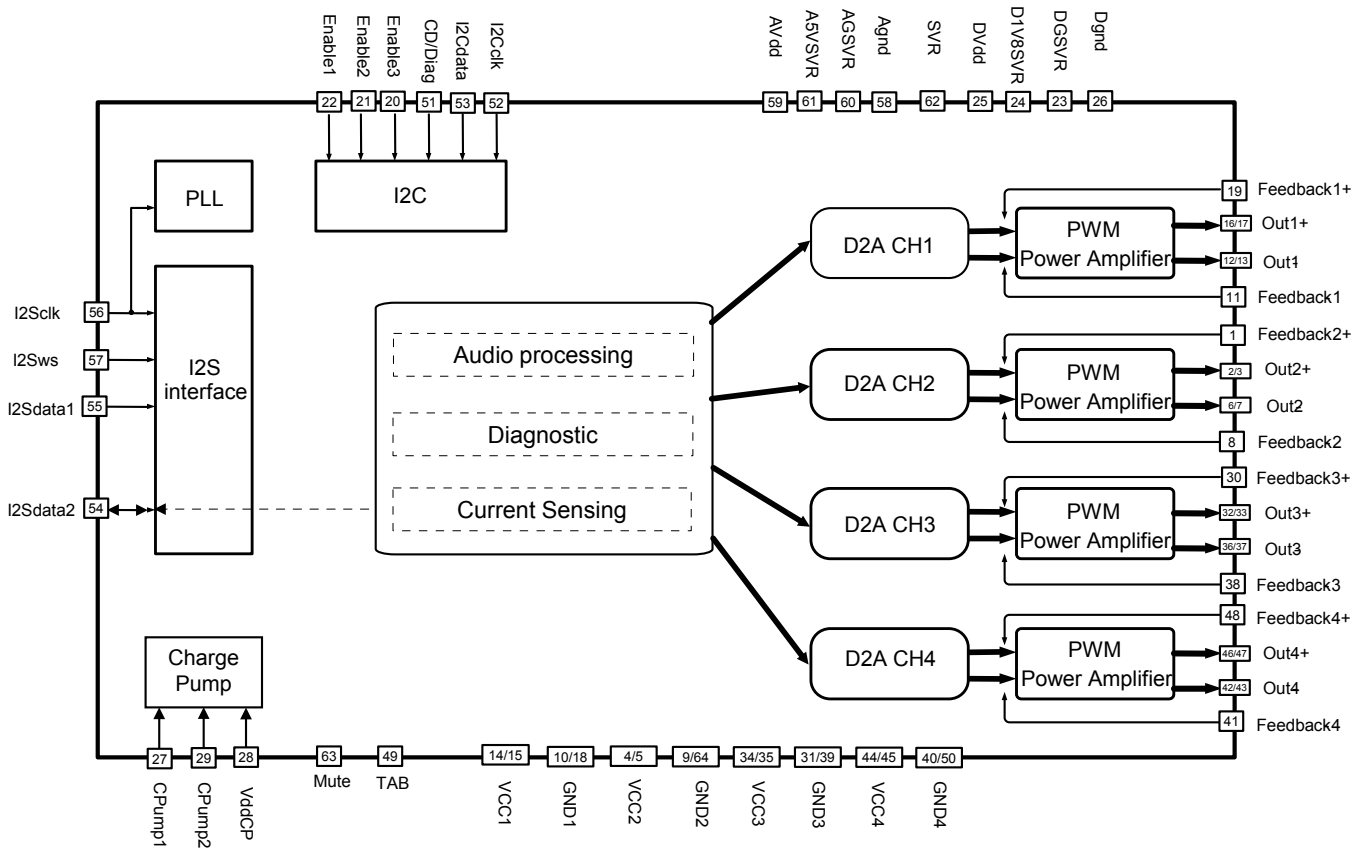 Enable1
Enable2
Enable3
CD/Diag
I2Cdata
I2Cclk
AVdd
A5VSVR
AGSVR
Agnd
SVR
DVdd
D1V8SVR
DGSVR
Dgnd
22
21
20
51
53
52
59
61
60
58
62
25
24
23
26
PLL
I2C
I2Sclk
56
I2Sws
57
I2Sdata1
55
I2Sdata2
54
I2S
interface
Audio processing
Diagnostic
Current Sensing
D2A CH1
PWM
Power Amplifier
19
Feedback1+
16/17
Out1+
12/13
Out1
11
Feedback1
D2A CH2
PWM
Power Amplifier
1
Feedback2+
2/3
Out2+
6/7
Out2
8
Feedback2
D2A CH3
PWM
Power Amplifier
30
Feedback3+
32/33
Out3+
36/37
Out3
38
Feedback3
D2A CH4
PWM
Power Amplifier
48
Feedback4+
46/47
Out4+
42/43
Out4
41
Feedback4
Charge
Pump
27
29
28
63
49
14/15
10/18
4/5
9/64
34/35
31/39
44/45
40/50
CPump1
CPump2
VddCP
Mute
TAB
VCC1
GND1
VCC2
GND2
VCC3
GND3
VCC4
GND4